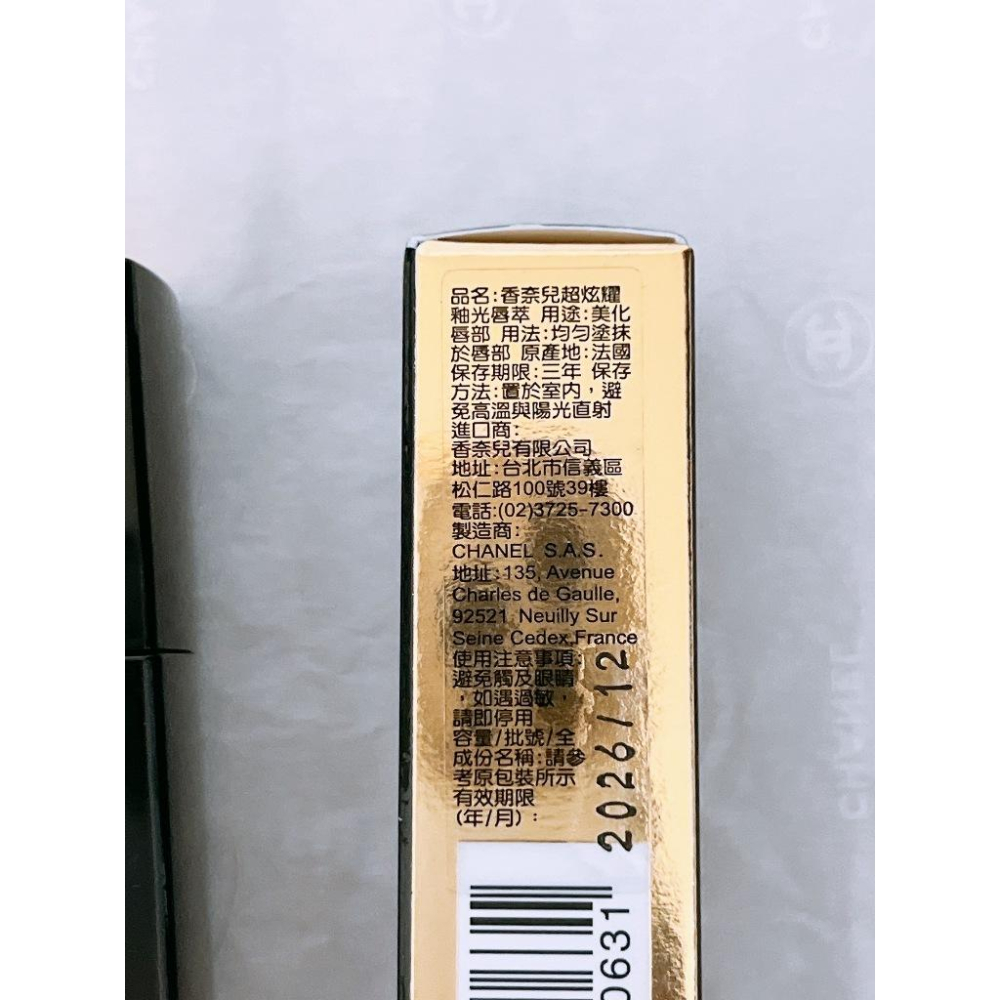 品名:香奈兒超炫耀
釉光唇萃 用途:美化
唇部 用法:均勻塗抹
於唇部 原產地:法國
保存期限:三年 保存
方法:置於室內，避
免高溫與陽光直射
進口商:
香奈兒有限公司
地址:台北市信義區
松仁路100號39樓
電話:(02)3725-7300
製造商:
CHANEL S.A.S.
地址:135, Avenue
Charles de Gaulle,
92521 Neuilly Sur
Seine Cedex,France
使用注意事項:
避免觸及眼睛
，如遇過敏，
請即停用
容量/批號/全
成份名稱:請參
考原包裝所示
有效期限
(年/月)：
2026/12
0631
CHANEL